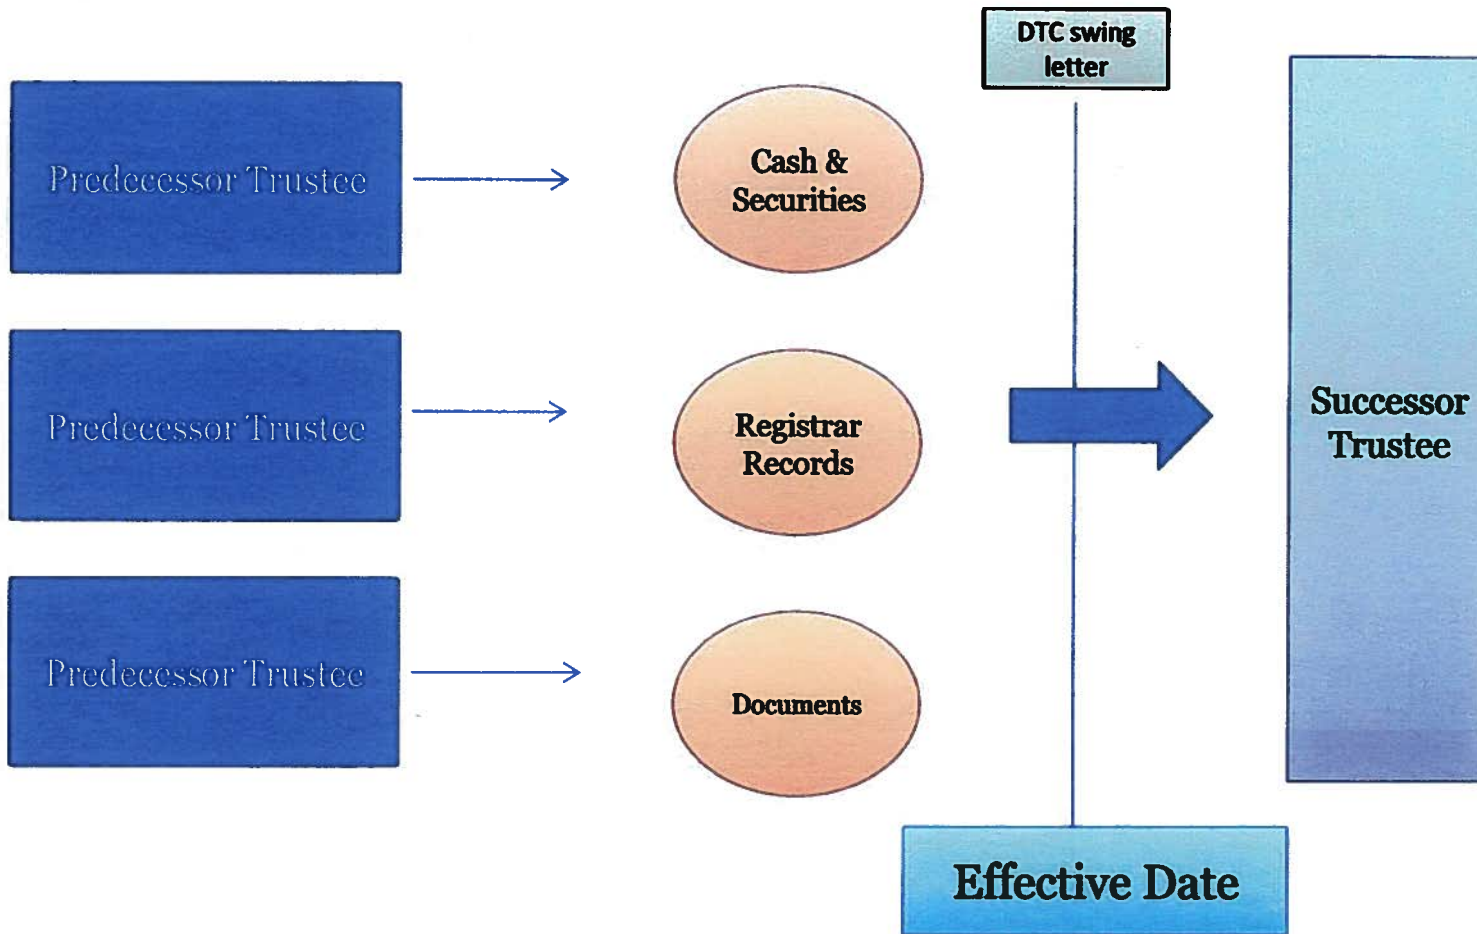 DTC swing
letter
Predecessor Trustee
Cash &
Securities
Predecessor Trustee
Registrar
Records
Successor
Trustee
Predecessor Trustee
Documents
Effective Date